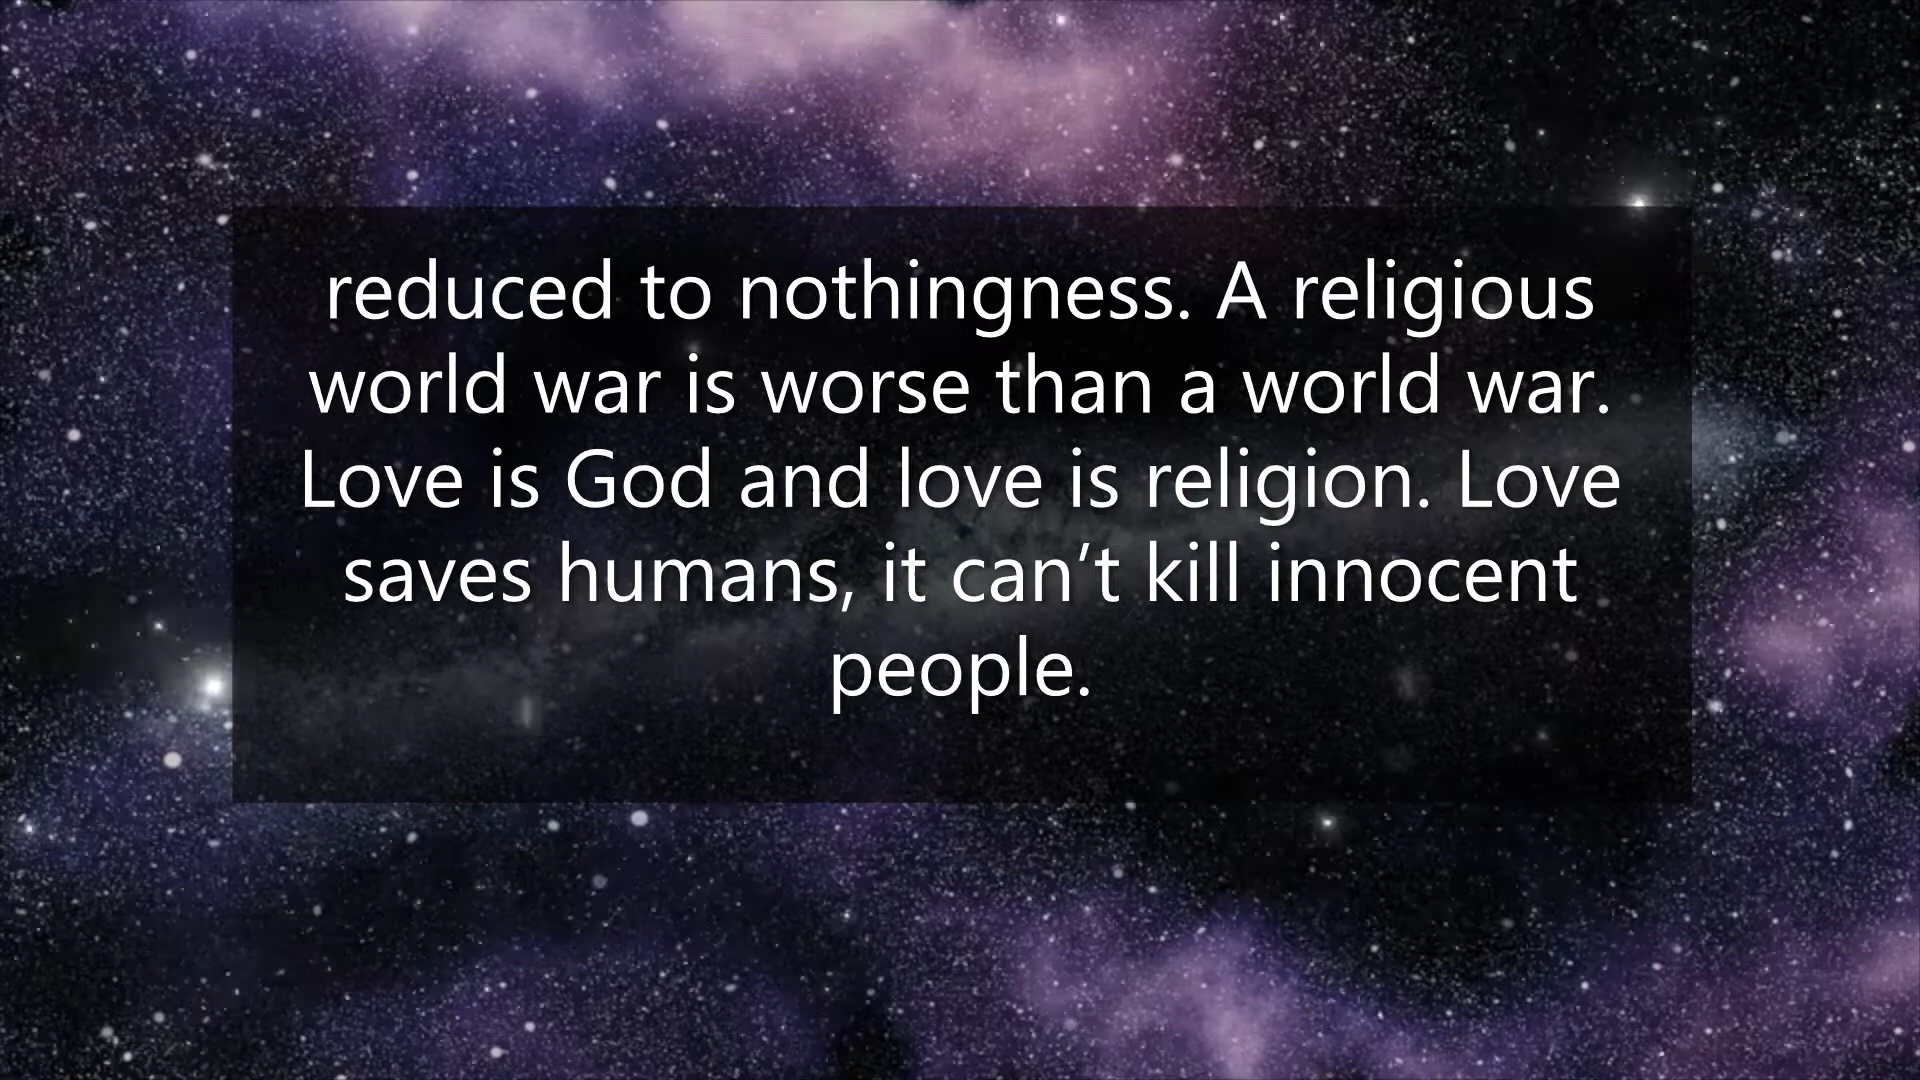 reduced to nothingness. A religious
world war is worse than a world war.
Love is God and love is religion. Love
saves humans, it can’t kill innocent
people.